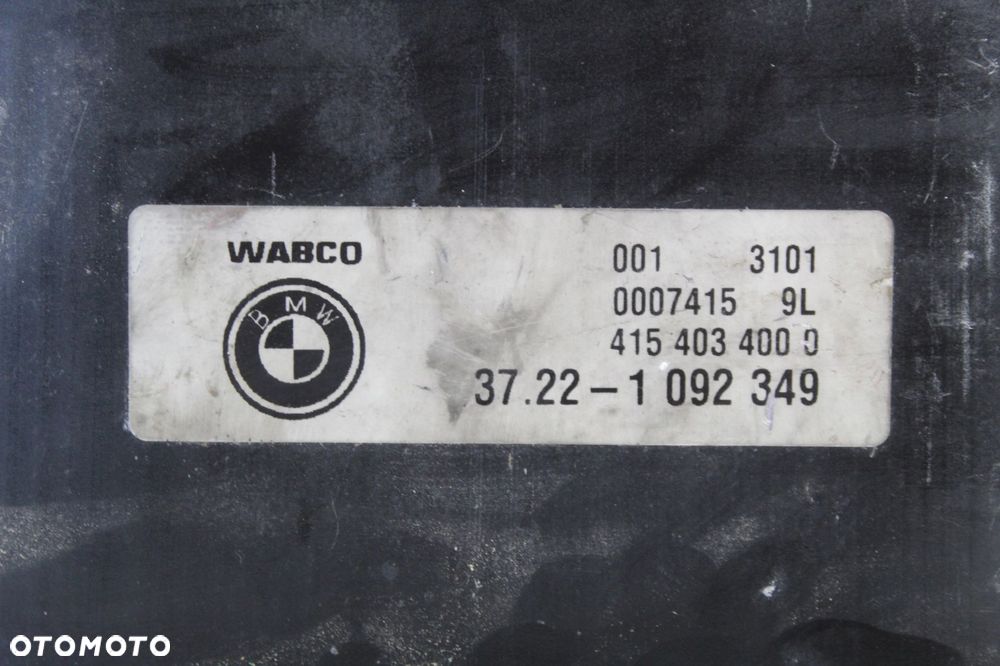 WABCO
BMW
001 3101
0007415 9L
415 403 400 0
37.22-1 092 349
OTOMOTO